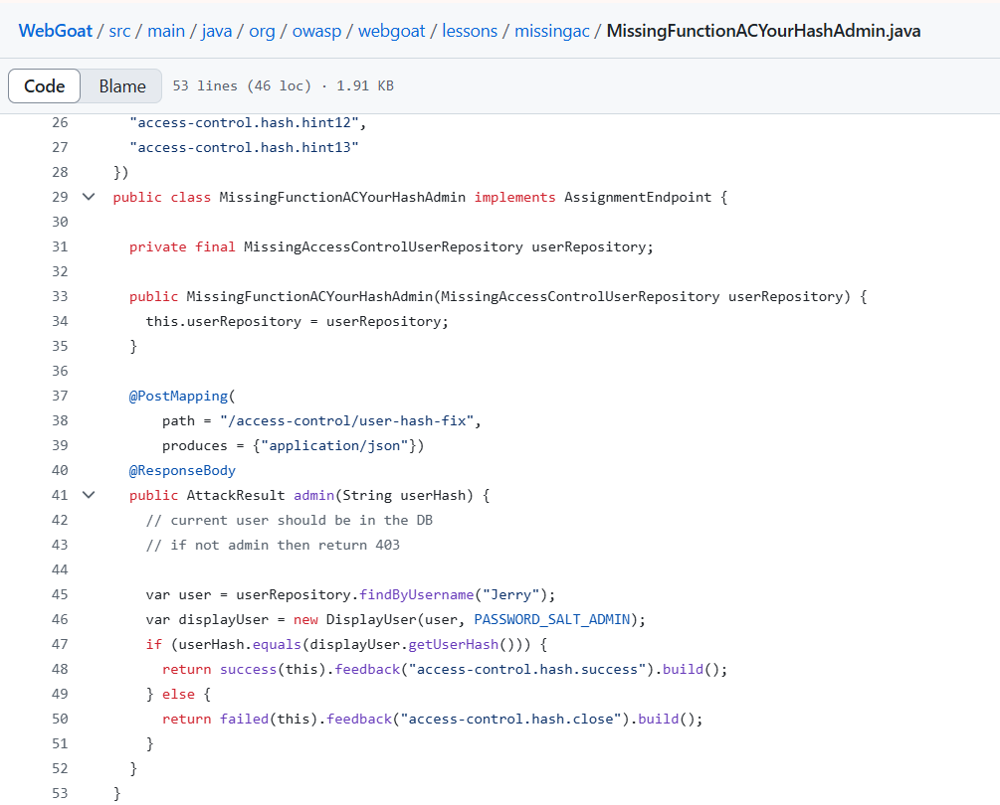 WebGoat / src / main / java / org / owasp / webgoat / lessons / missingac / MissingFunctionACYourHashAdmin.java
Code Blame 53 lines (46 loc) · 1.91 KB
26 "access-control.hash.hint12",
27 "access-control.hash.hint13"
28 })
29 public class MissingFunctionACYourHashAdmin implements AssignmentEndpoint {
30
31 private final MissingAccessControlUserRepository userRepository;
32
33 public MissingFunctionACYourHashAdmin(MissingAccessControlUserRepository userRepository) {
34 this.userRepository = userRepository;
35 }
36
37 @PostMapping(
38 path = "/access-control/user-hash-fix",
39 produces = {"application/json"})
40 @ResponseBody
41 public AttackResult admin(String userHash) {
42 // current user should be in the DB
43 // if not admin then return 403
44
45 var user = userRepository.findByUsername("Jerry");
46 var displayUser = new DisplayUser(user, PASSWORD_SALT_ADMIN);
47 if (userHash.equals(displayUser.getUserHash())) {
48 return success(this).feedback("access-control.hash.success").build();
49 } else {
50 return failed(this).feedback("access-control.hash.close").build();
51 }
52 }
53 }